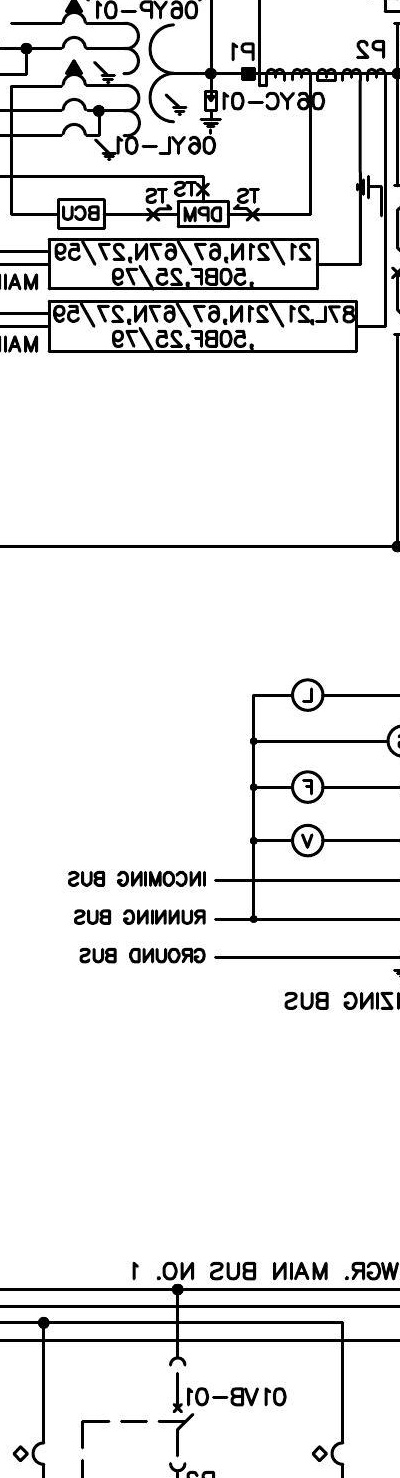 06YP-01
P2 P1
06YC-01
06YL-01
TS TS TS
DPM BCU
21/21N,67/67N,27/59
,50BF,25/79
MAIN
87L,21/21N,67/67N,27/59
,50BF,25/79
MAIN
L
F
V
INCOMING BUS
RUNNING BUS
GROUND BUS
IZING BUS
WGR. MAIN BUS NO. 1
01VB-01